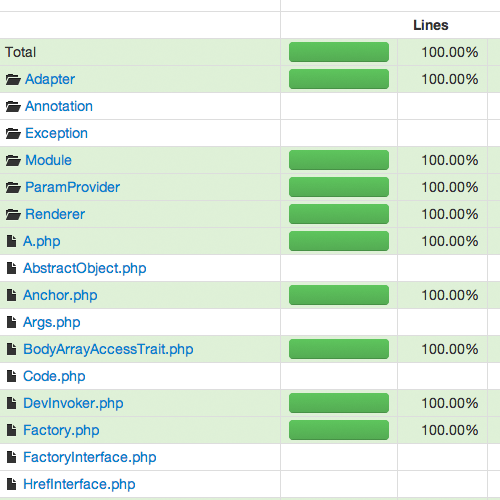 Lines
Total 100.00%
Adapter 100.00%
Annotation
Exception
Module 100.00%
ParamProvider 100.00%
Renderer 100.00%
A.php 100.00%
AbstractObject.php
Anchor.php 100.00%
Args.php
BodyArrayAccessTrait.php 100.00%
Code.php
DevInvoker.php 100.00%
Factory.php 100.00%
FactoryInterface.php
HrefInterface.php